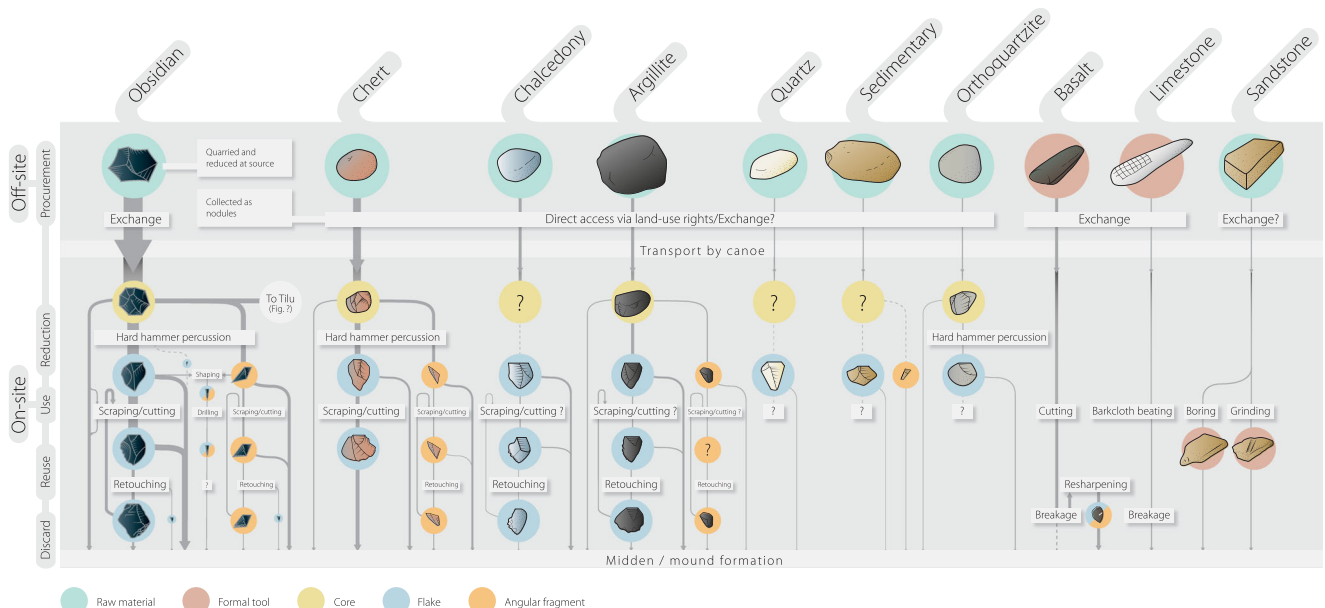 Obsidian
Chert
Chalcedony
Argillite
Quartz
Sedimentary
Orthoquartzite
Basalt
Limestone
Sandstone
Off-site
Procurement
Quarried and
reduced at source
Collected as
nodules
Exchange
Direct access via land-use rights/Exchange?
Exchange
Exchange?
Transport by canoe
On-site
Reduction
Use
Reuse
Discard
To Tilu
(Fig. ?)
?
?
?
Hard hammer percussion
Hard hammer percussion
Hard hammer percussion
Shaping
Scraping/cutting
Drilling
Scraping/cutting
Scraping/cutting
Scraping/cutting
Scraping/cutting ?
Scraping/cutting ?
Scraping/cutting ?
?
?
?
Cutting
Barkcloth beating
Boring
Grinding
?
Retouching
?
Retouching
Retouching
Retouching
Retouching
Retouching
Resharpening
Breakage
Breakage
Midden / mound formation
Raw material
Formal tool
Core
Flake
Angular fragment